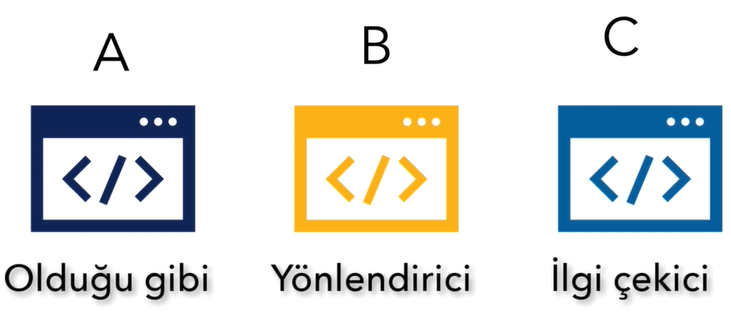 A B C
</> </> </>
Olduğu gibi Yönlendirici İlgi çekici